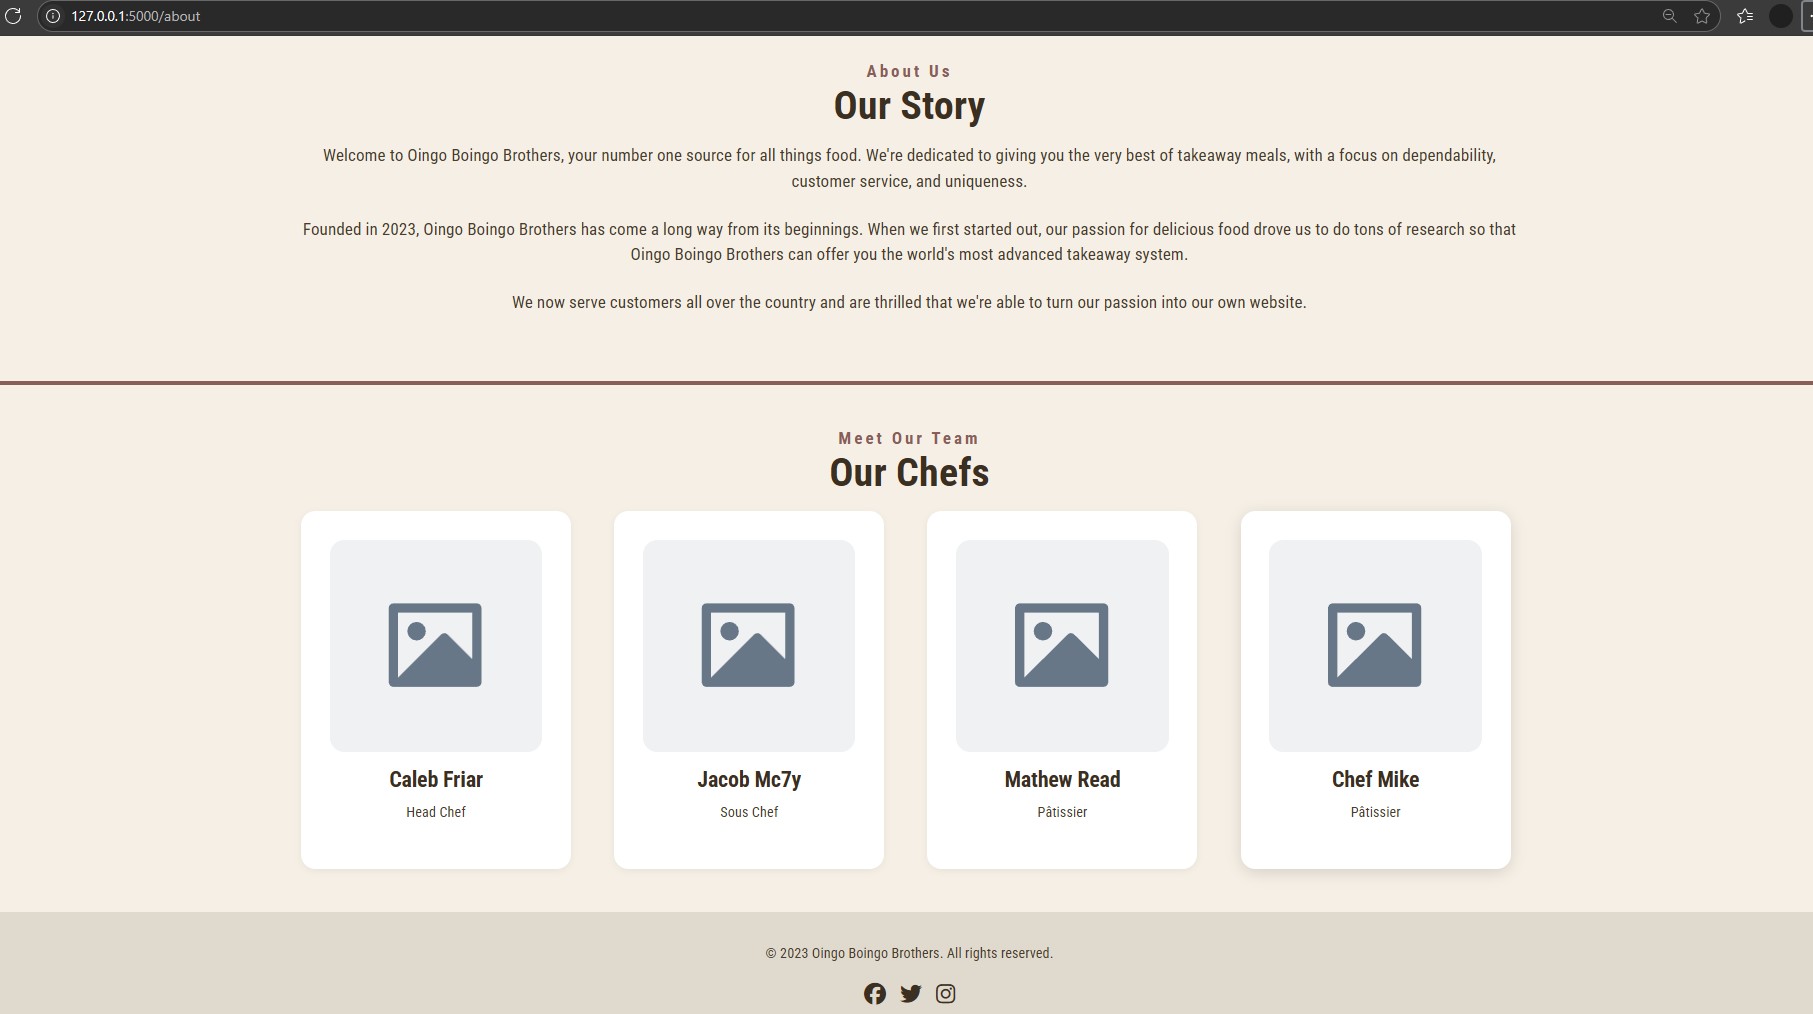 127.0.0.1:5000/about
About Us
Our Story
Welcome to Oingo Boingo Brothers, your number one source for all things food. We're dedicated to giving you the very best of takeaway meals, with a focus on dependability,
customer service, and uniqueness.
Founded in 2023, Oingo Boingo Brothers has come a long way from its beginnings. When we first started out, our passion for delicious food drove us to do tons of research so that
Oingo Boingo Brothers can offer you the world's most advanced takeaway system.
We now serve customers all over the country and are thrilled that we're able to turn our passion into our own website.
Meet Our Team
Our Chefs
Caleb Friar
Head Chef
Jacob Mc7y
Sous Chef
Mathew Read
Pâtissier
Chef Mike
Pâtissier
© 2023 Oingo Boingo Brothers. All rights reserved.